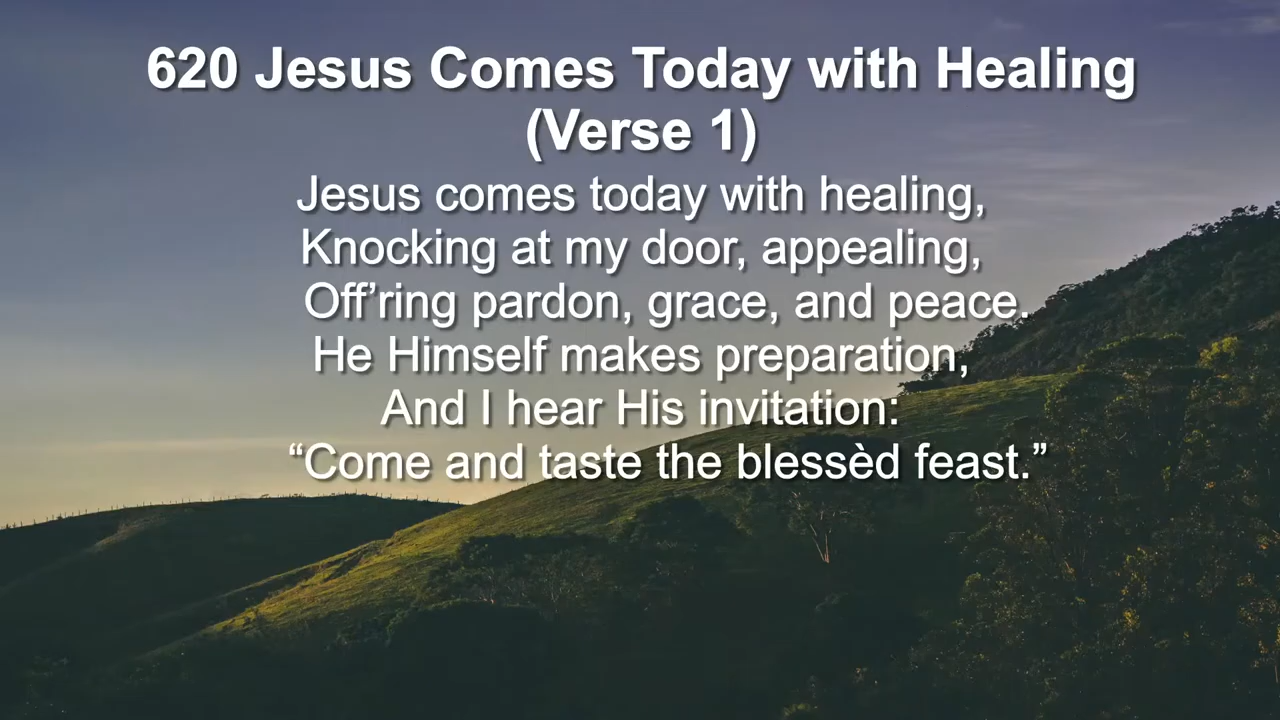 620 Jesus Comes Today with Healing
(Verse 1)
Jesus comes today with healing,
Knocking at my door, appealing,
Off’ring pardon, grace, and peace.
He Himself makes preparation,
And I hear His invitation:
“Come and taste the blessèd feast.”